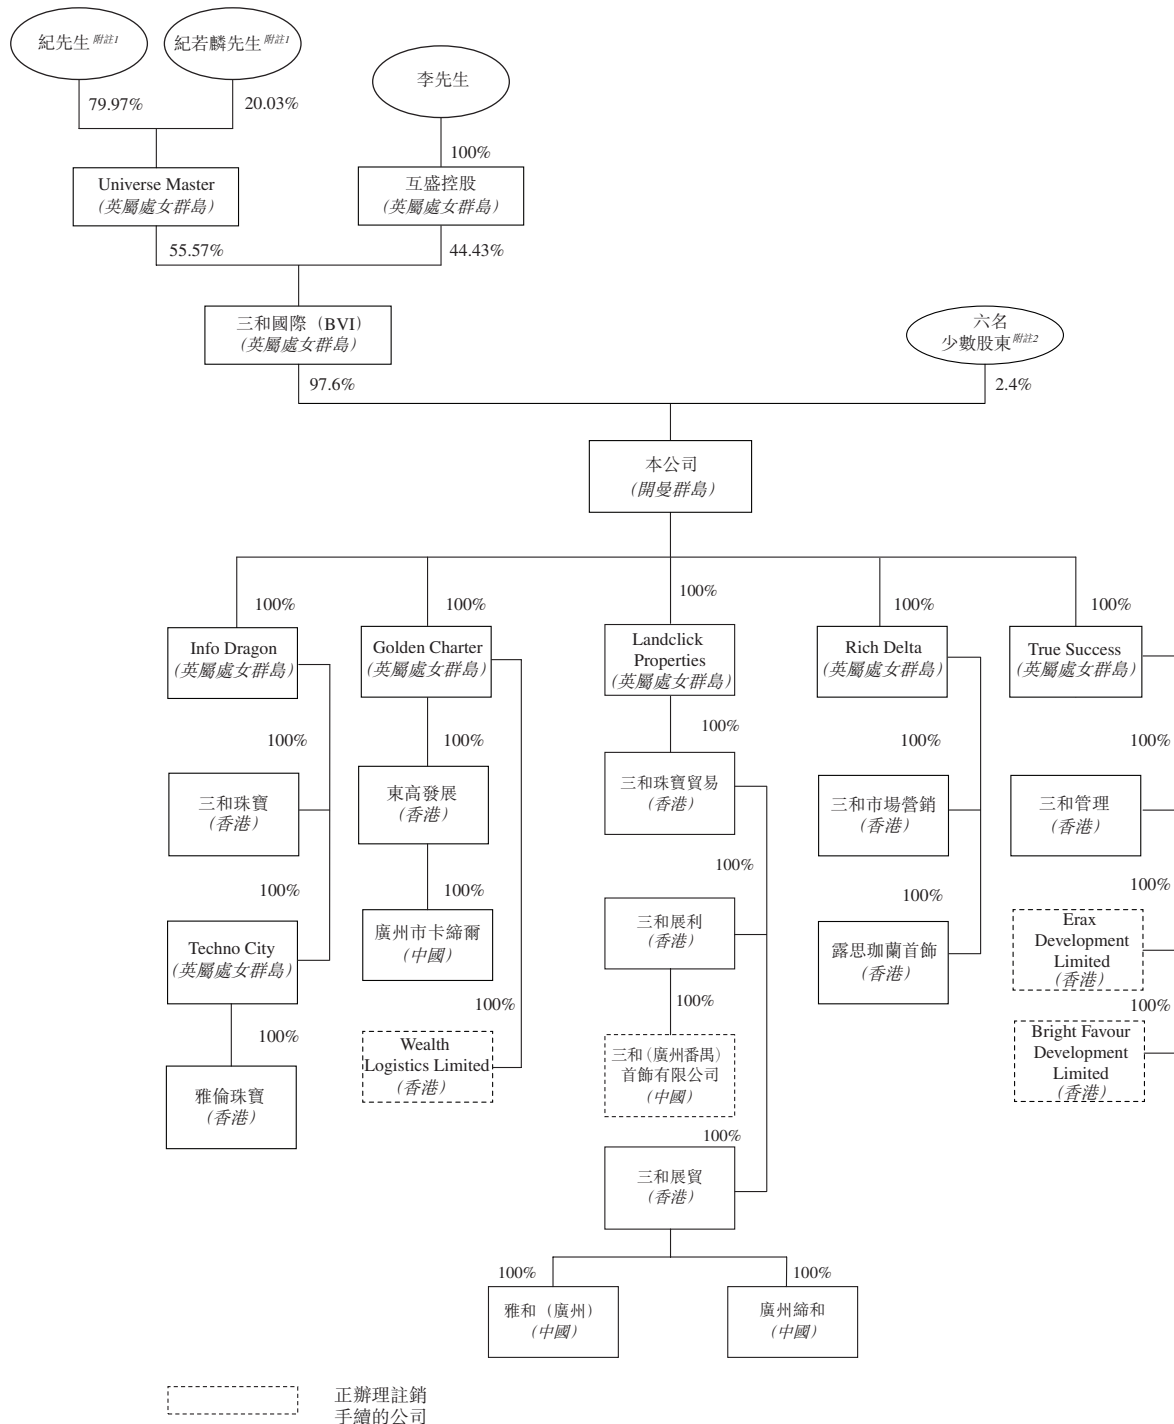 紀先生附註1
紀若麟先生附註1
李先生
79.97%
20.03%
100%
Universe Master
(英屬處女群島)
互盛控股
(英屬處女群島)
55.57%
44.43%
三和國際（BVI）
(英屬處女群島)
六名
少數股東附註2
97.6%
2.4%
本公司
(開曼群島)
100%
100%
100%
100%
100%
Info Dragon
(英屬處女群島)
Golden Charter
(英屬處女群島)
Landclick
Properties
(英屬處女群島)
Rich Delta
(英屬處女群島)
True Success
(英屬處女群島)
100%
100%
100%
100%
100%
三和珠寶
(香港)
東高發展
(香港)
三和珠寶貿易
(香港)
三和市場營銷
(香港)
三和管理
(香港)
100%
100%
100%
100%
100%
Techno City
(英屬處女群島)
廣州市卡締爾
(中國)
三和展利
(香港)
露思珈蘭首飾
(香港)
Erax
Development
Limited
(香港)
100%
100%
100%
100%
雅倫珠寶
(香港)
Wealth
Logistics Limited
(香港)
三和（廣州番禺）
首飾有限公司
(中國)
Bright Favour
Development
Limited
(香港)
100%
三和展貿
(香港)
100%
100%
雅和（廣州）
(中國)
廣州締和
(中國)
正辦理註銷
手續的公司